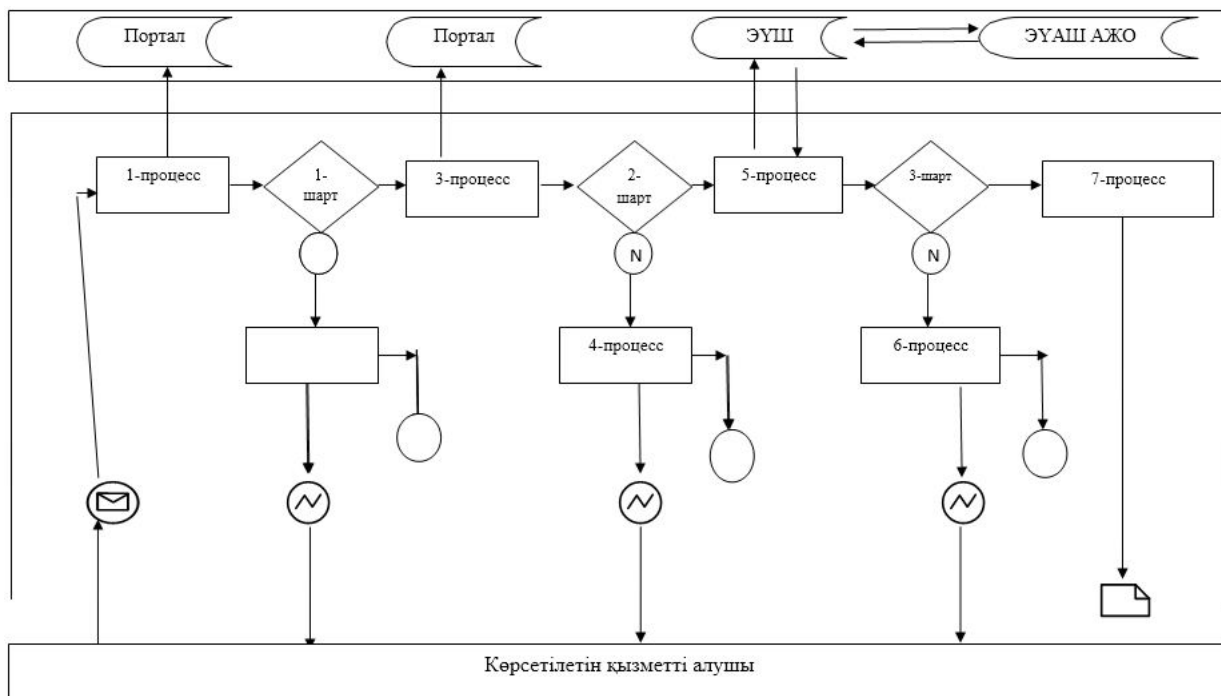 Портал
Портал
ЭҮШ
ЭҮАШ АЖО
1-процесс
1-
шарт
3-процесс
2-
шарт
5-процесс
3-шарт
7-процесс
N
N
4-процесс
6-процесс
Көрсетілетін қызметті алушы